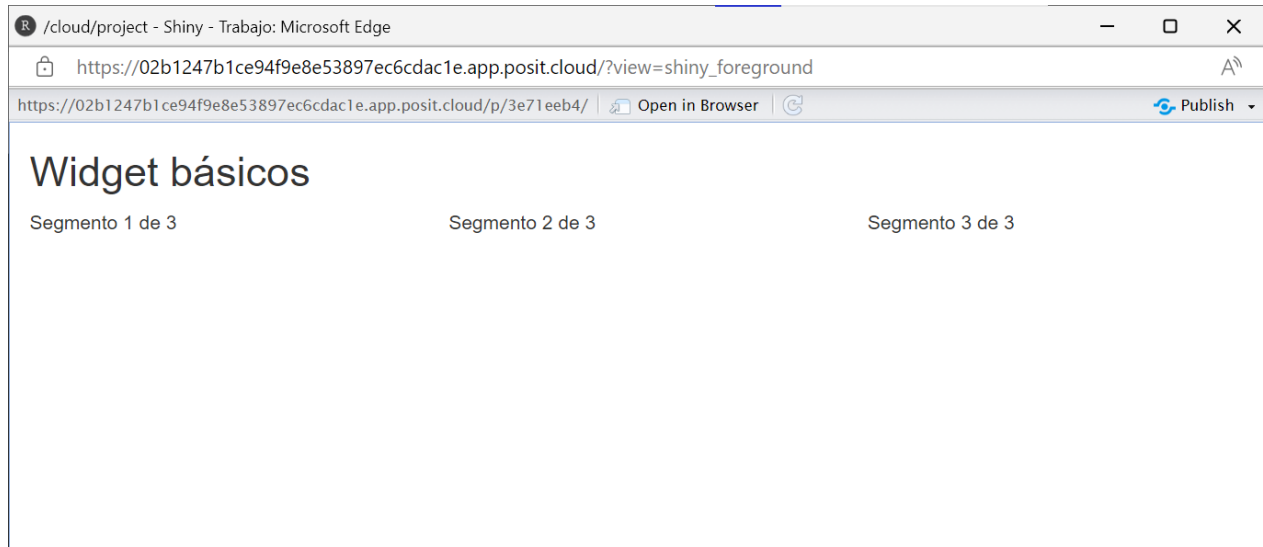 R /cloud/project - Shiny - Trabajo: Microsoft Edge
https://02b1247b1ce94f9e8e53897ec6cdac1e.app.posit.cloud/?view=shiny_foreground A
https://02b1247b1ce94f9e8e53897ec6cdac1e.app.posit.cloud/p/3e71eeb4/ Open in Browser Publish
Widget básicos
Segmento 1 de 3 Segmento 2 de 3 Segmento 3 de 3